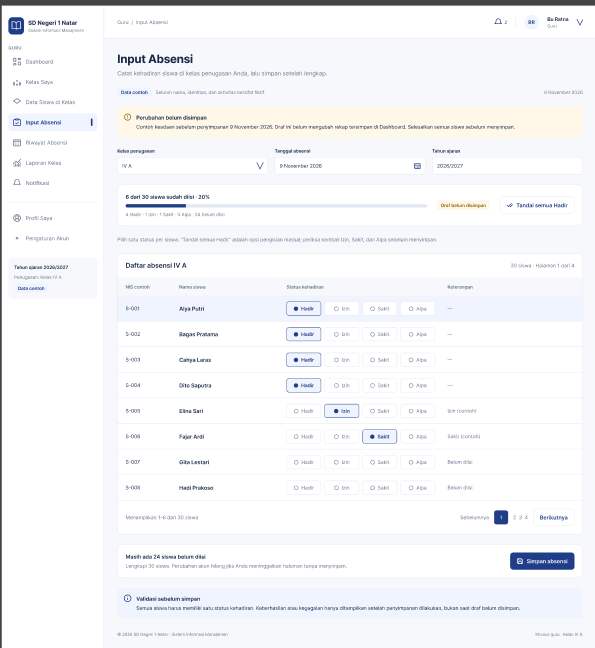 SD Negeri 1 Natar
Sistem Informasi Manajemen
Guru / Input Absensi
2
BR
Bu Ratna
Guru
GURU
Dashboard
Kelas Saya
Data Siswa di Kelas
Input Absensi
Riwayat Absensi
Laporan Kelas
Notifikasi
Profil Saya
Pengaturan Akun
Tahun ajaran 2026/2027
Penugasan: Kelas IV A
Data contoh
Input Absensi
Catat kehadiran siswa di kelas penugasan Anda, lalu simpan setelah lengkap.
Data contoh Seluruh nama, identitas, dan aktivitas bersifat fiktif.
9 November 2026
Perubahan belum disimpan
Contoh keadaan sebelum penyimpanan 9 November 2026. Draf ini belum mengubah rekap tersimpan di Dashboard. Selesaikan semua siswa sebelum menyimpan.
Kelas penugasan
IV A
Tanggal absensi
9 November 2026
Tahun ajaran
2026/2027
6 dari 30 siswa sudah diisi · 20%
4 Hadir · 1 Izin · 1 Sakit · 0 Alpa · 24 belum diisi
Draf belum disimpan
Tandai semua Hadir
Pilih satu status per siswa. "Tandai semua Hadir" adalah opsi pengisian massal; periksa kembali Izin, Sakit, dan Alpa sebelum menyimpan.
Daftar absensi IV A
30 siswa · Halaman 1 dari 4
NIS contoh Nama siswa Status kehadiran Keterangan
S-001 Alya Putri Hadir Izin Sakit Alpa —
S-002 Bagas Pratama Hadir Izin Sakit Alpa —
S-003 Cahya Laras Hadir Izin Sakit Alpa —
S-004 Dito Saputra Hadir Izin Sakit Alpa —
S-005 Elina Sari Hadir Izin Sakit Alpa Izin (contoh)
S-006 Fajar Ardi Hadir Izin Sakit Alpa Sakit (contoh)
S-007 Gita Lestari Hadir Izin Sakit Alpa Belum diisi
S-008 Hadi Prakoso Hadir Izin Sakit Alpa Belum diisi
Menampilkan 1–8 dari 30 siswa
Sebelumnya 1 2 3 4 Berikutnya
Masih ada 24 siswa belum diisi
Lengkapi 30 siswa. Perubahan akan hilang jika Anda meninggalkan halaman tanpa menyimpan.
Simpan absensi
Validasi sebelum simpan
Semua siswa harus memiliki satu status kehadiran. Keberhasilan atau kegagalan hanya ditampilkan setelah penyimpanan dilakukan, bukan saat draf belum disimpan.
© 2026 SD Negeri 1 Natar · Sistem Informasi Manajemen
Khusus guru · Kelas IV A